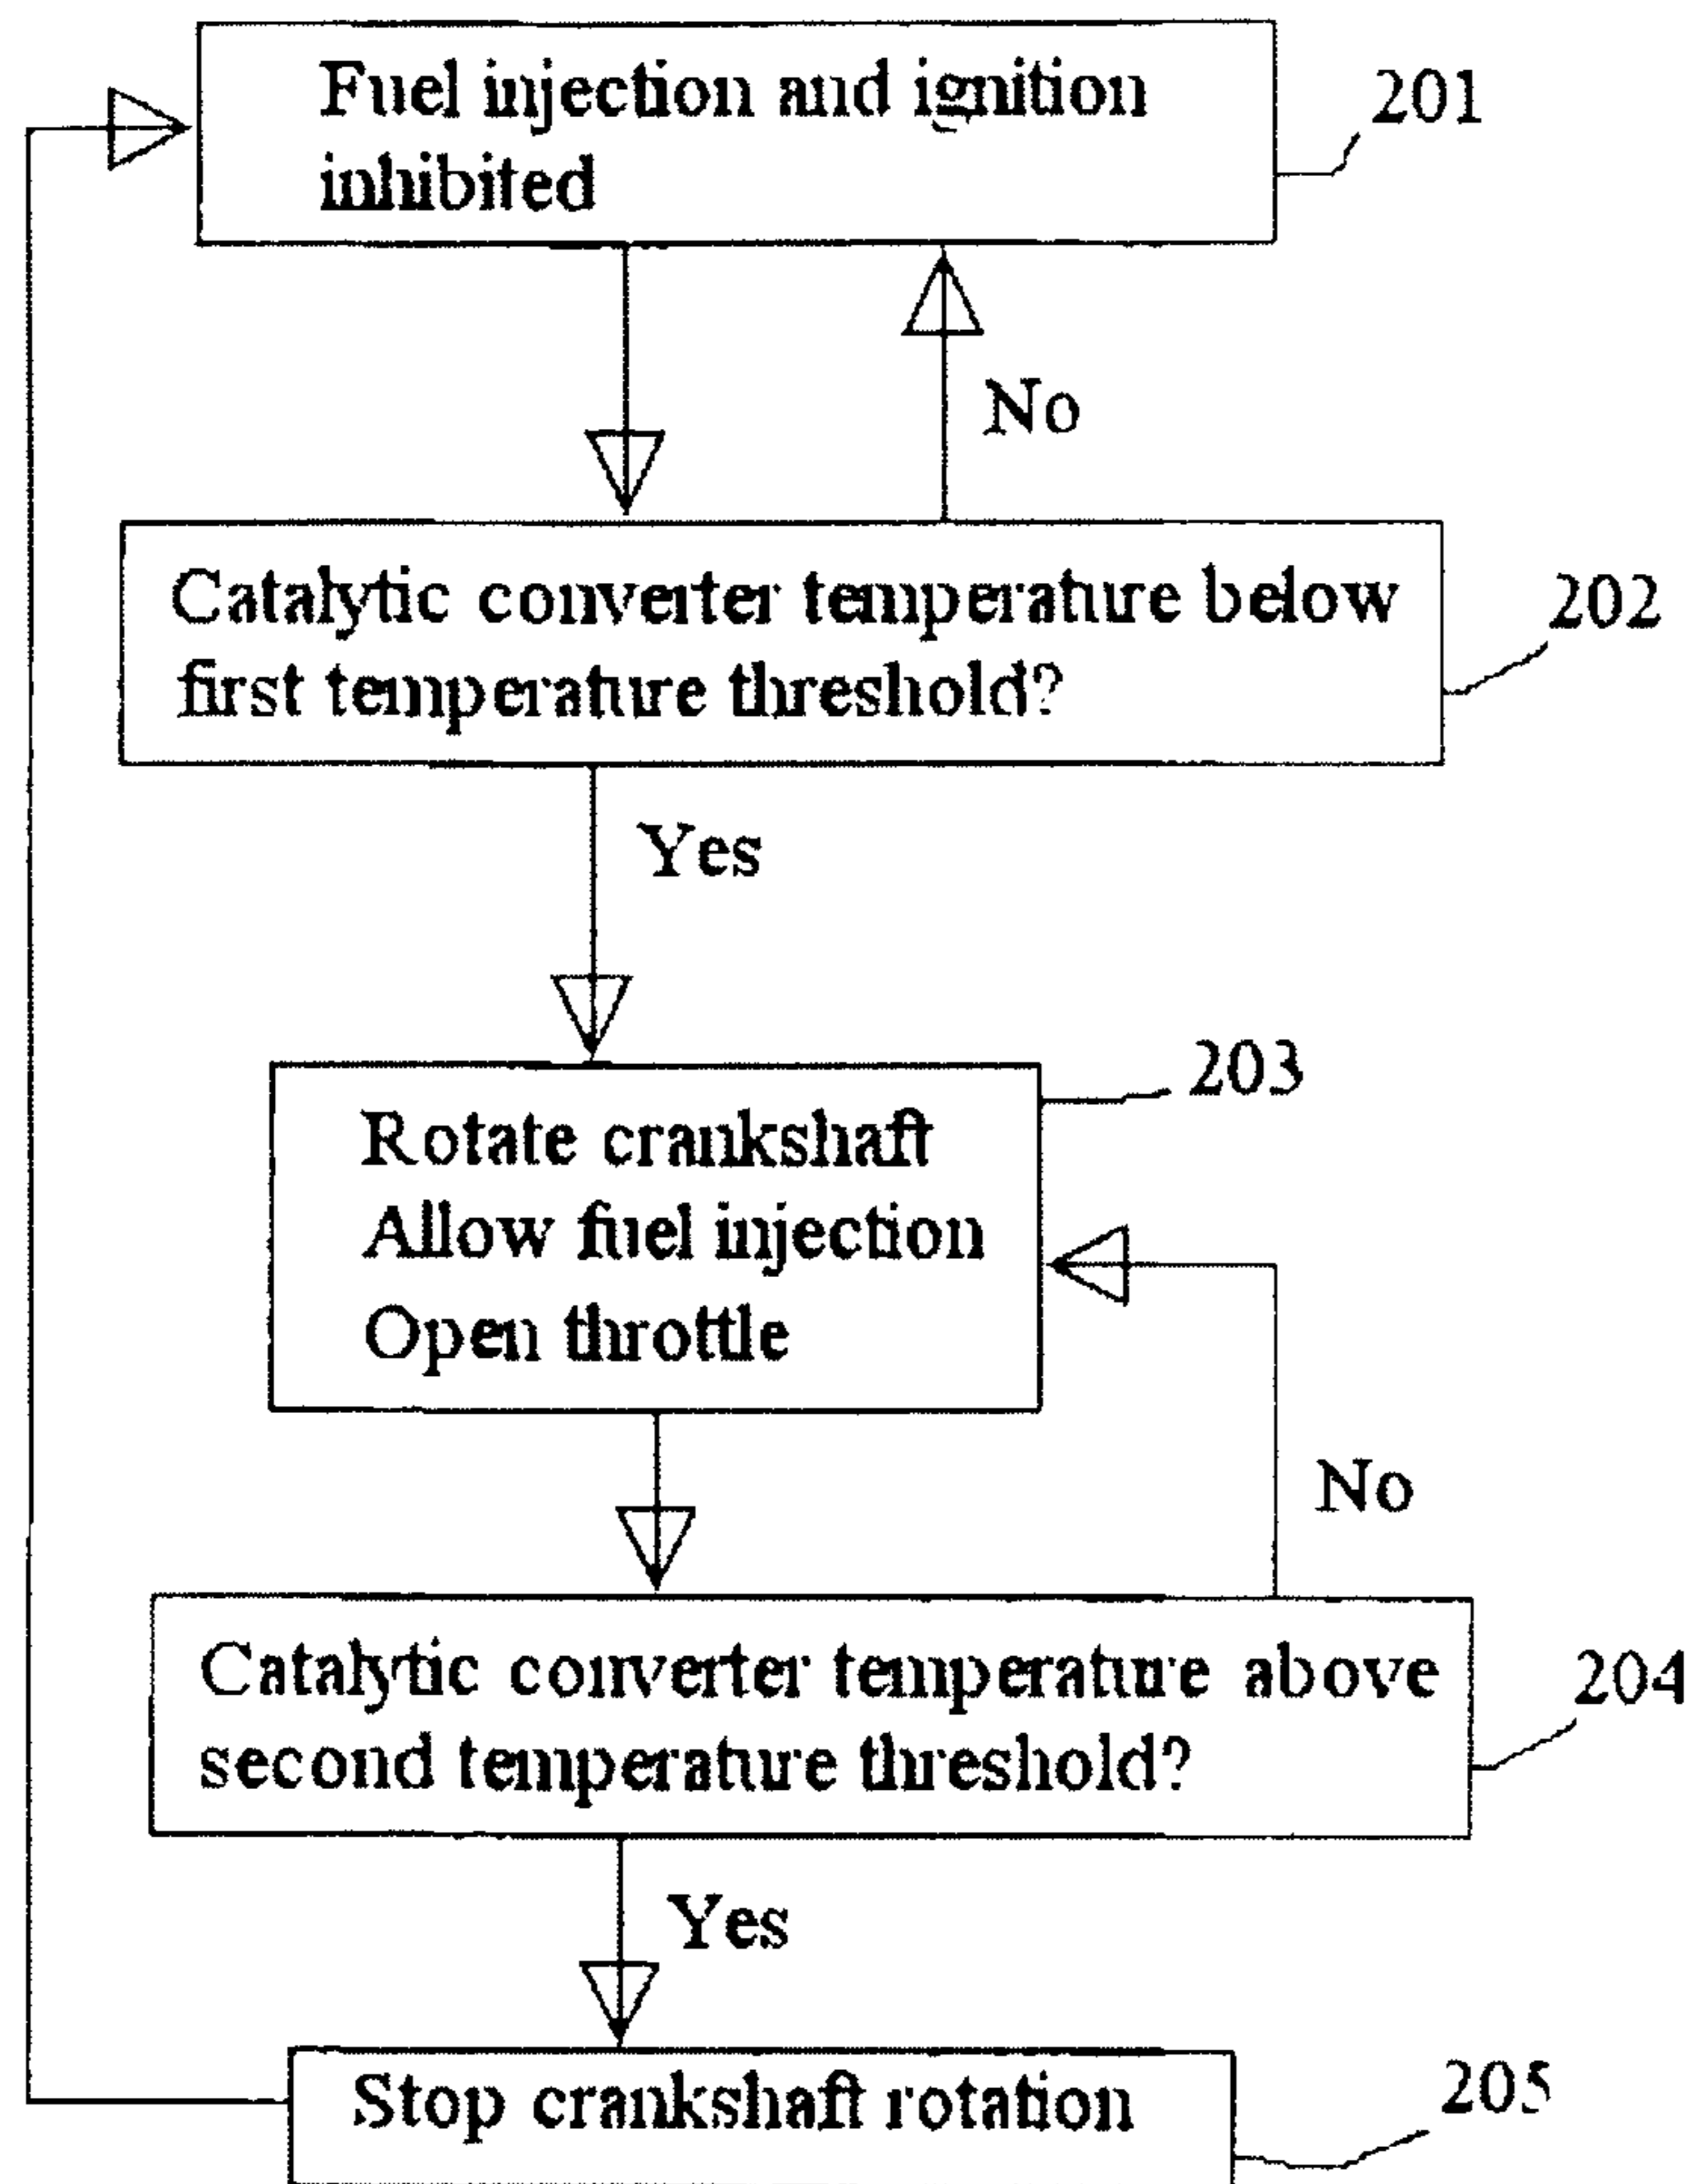 Fuel injection and ignition
inhibited
201
No
Catalytic converter temperature below
first temperature threshold?
202
Yes
203
Rotate crankshaft
Allow fuel injection
Open throttle
No
Catalytic converter temperature above
second temperature threshold?
204
Yes
Stop crankshaft rotation
205